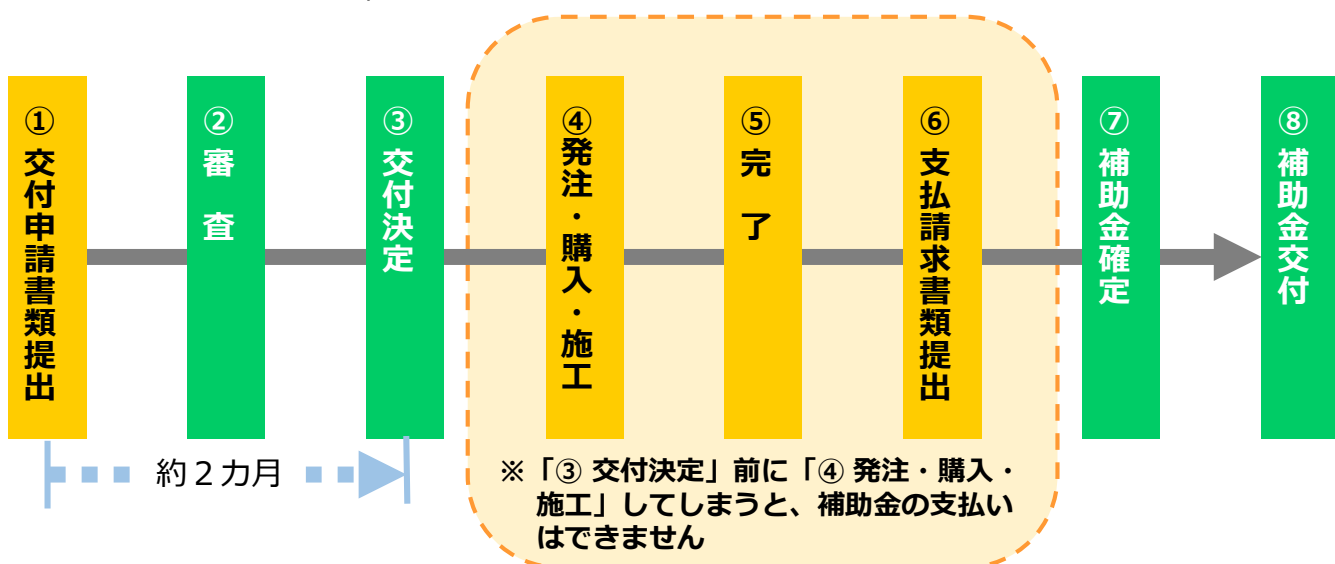 ① 交付申請書類提出
② 審 査
③ 交付決定
④ 発注・購入・施工
⑤ 完 了
⑥ 支払請求書類提出
⑦ 補助金確定
⑧ 補助金交付
約２カ月
※「③ 交付決定」前に「④ 発注・購入・
施工」してしまうと、補助金の支払い
はできません